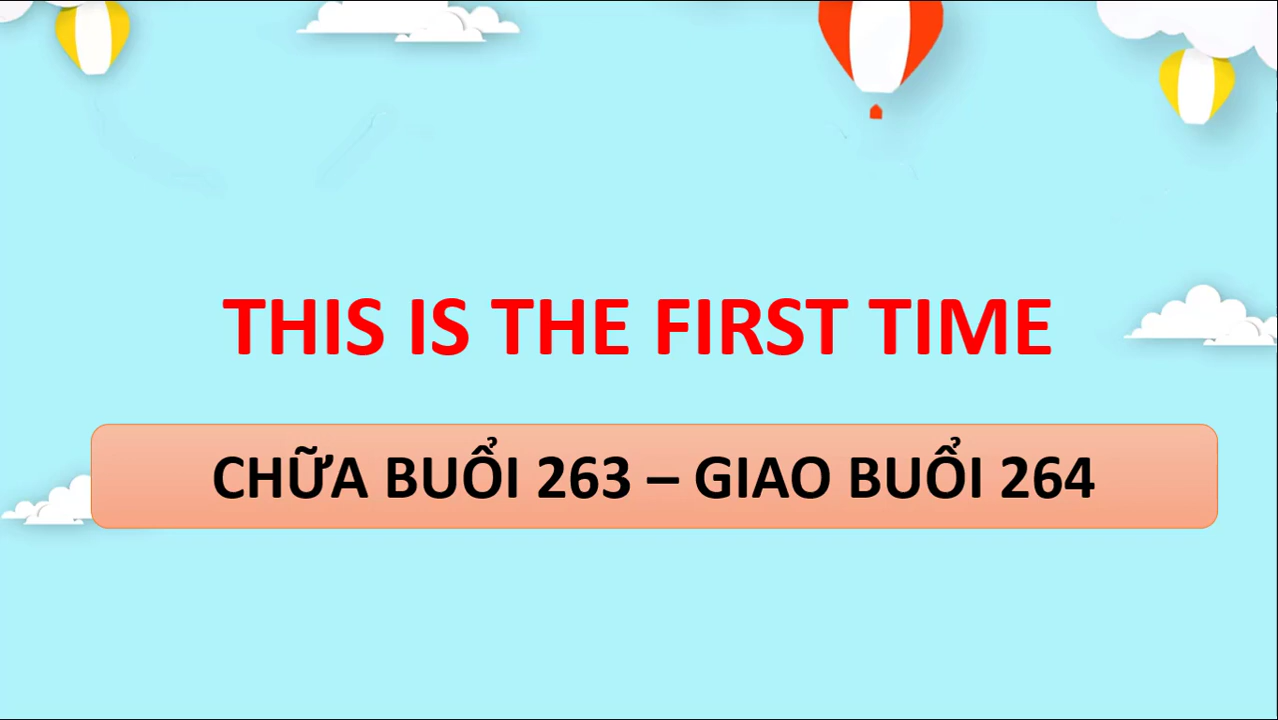 THIS IS THE FIRST TIME
CHỮA BUỔI 263 – GIAO BUỔI 264